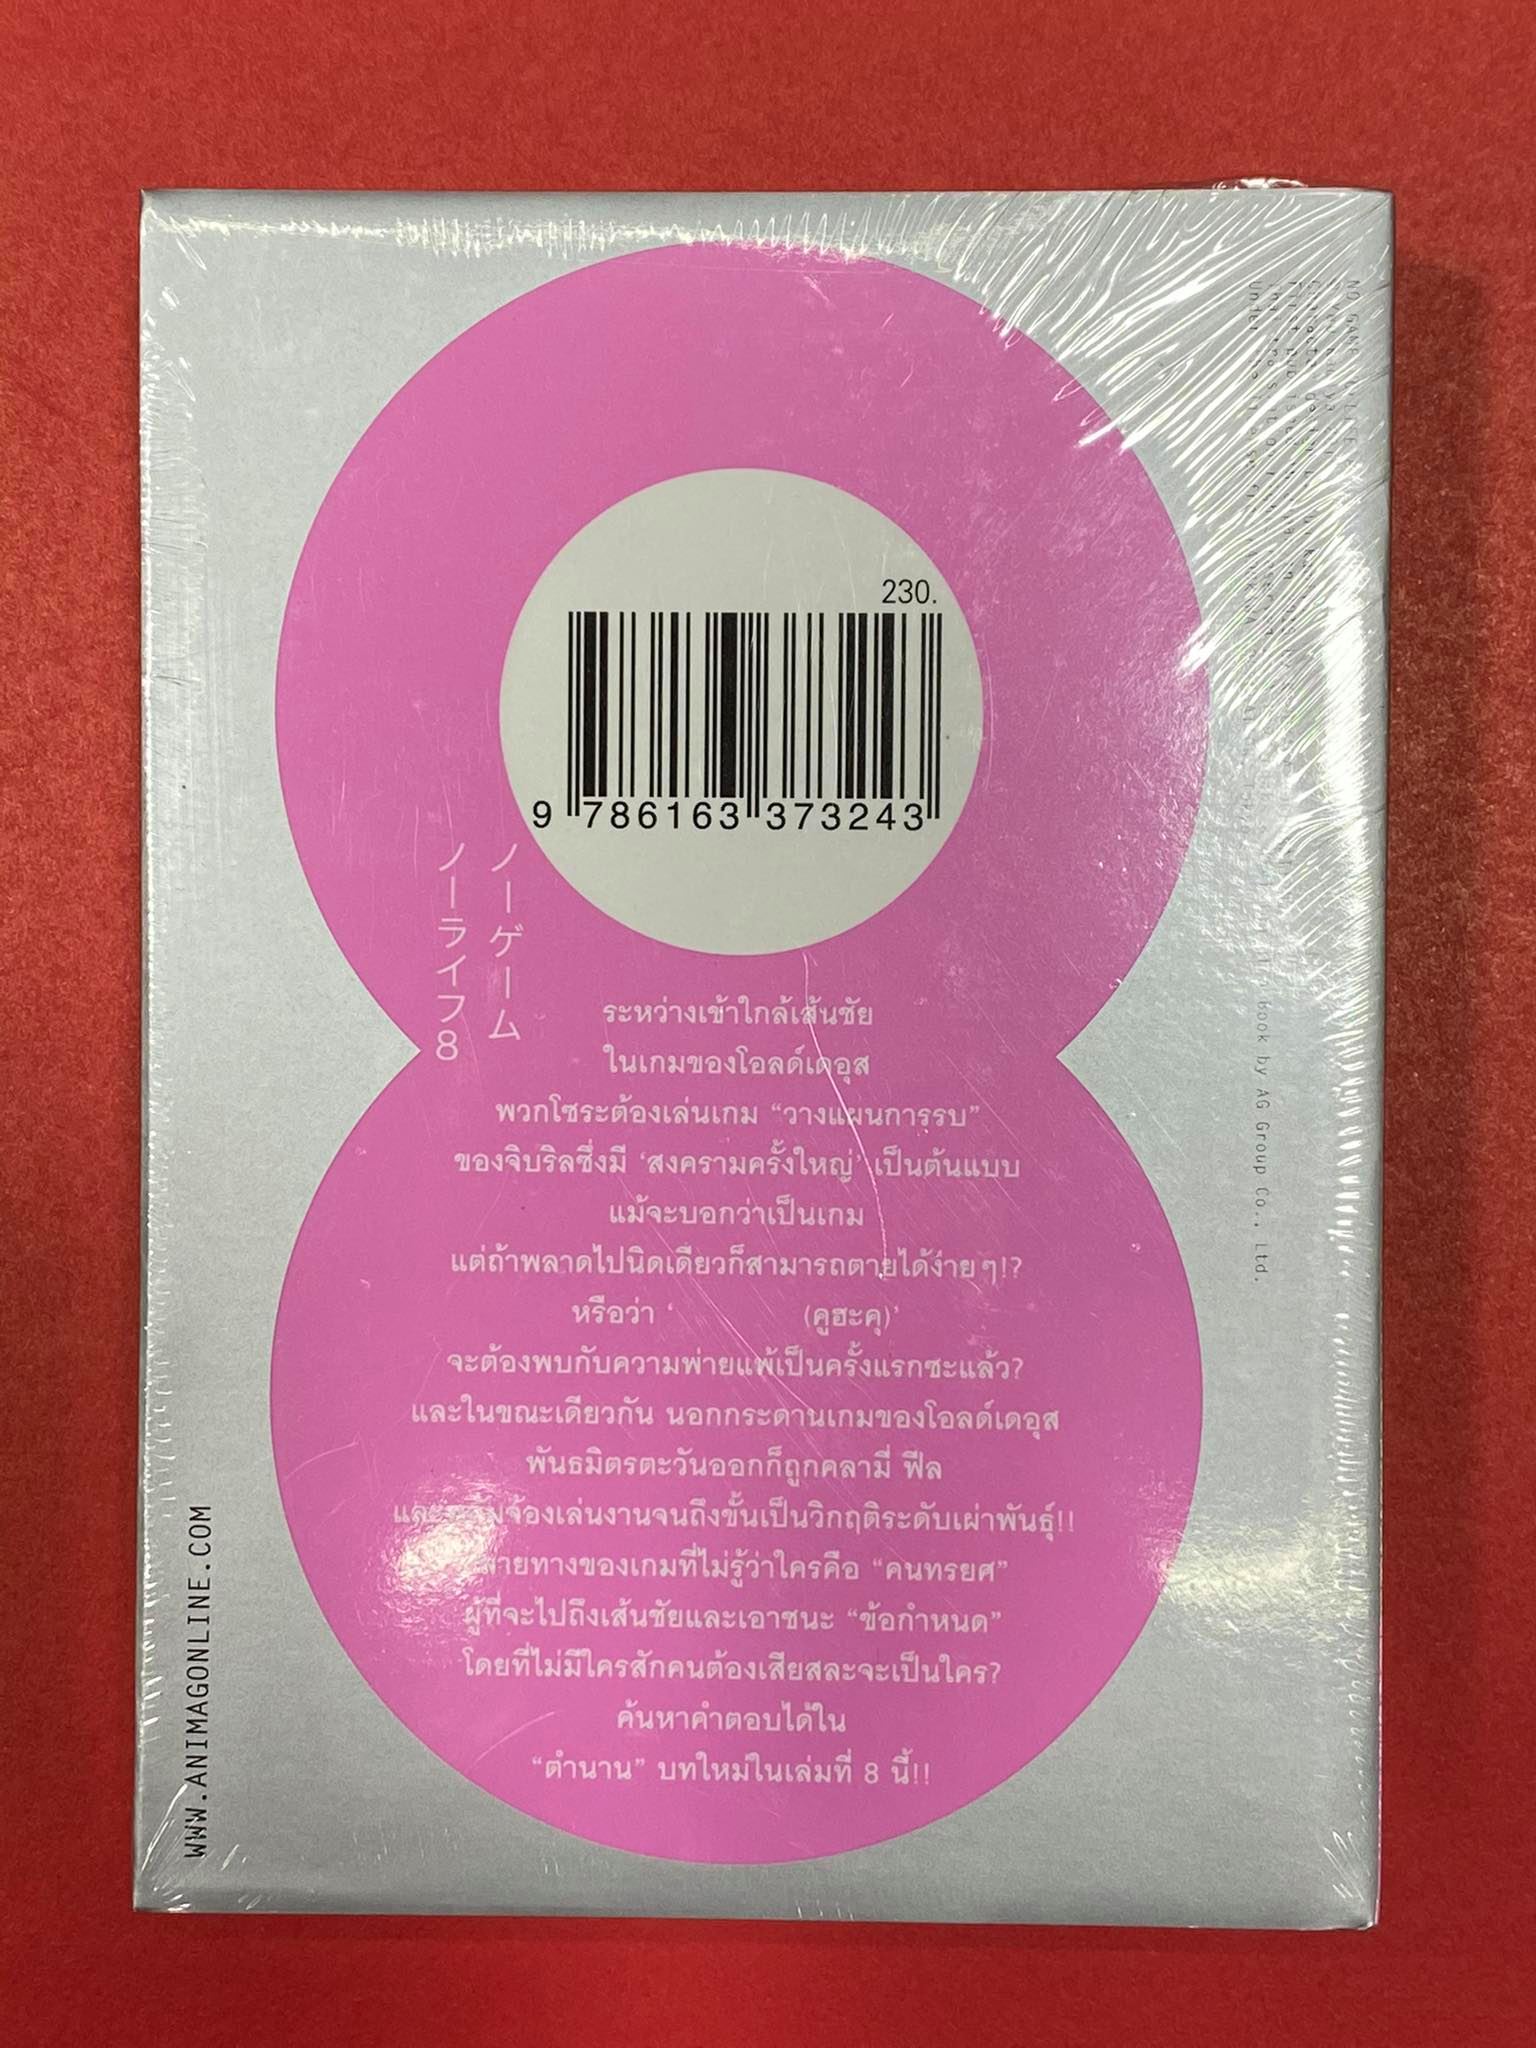 230.
9 786163 373243
ノーゲーム
ノーライフ8
ระหว่างเข้าใกล้เส้นชัย
ในเกมของโอลด์เดอุส
พวกโซระต้องเล่นเกม “วางแผนการรบ”
ของจิบริลซึ่งมี ‘สงครามครั้งใหญ่’ เป็นต้นแบบ
แม้จะบอกว่าเป็นเกม
แต่ถ้าพลาดไปนิดเดียวก็สามารถตายได้ง่ายๆ!?
หรือว่า ‘ (คูฮะคุ)’
จะต้องพบกับความพ่ายแพ้เป็นครั้งแรกซะแล้ว?
และในขณะเดียวกัน นอกกระดานเกมของโอลด์เดอุส
พันธมิตรตะวันออกก็ถูกคลามี่ ฟีล
จ้องเล่นงานจนถึงขั้นเป็นวิกฤติระดับเผ่าพันธุ์!!
ของเกมที่ไม่รู้ว่าใครคือ “คนทรยศ”
ผู้ที่จะไปถึงเส้นชัยและเอาชนะ “ข้อกำหนด”
โดยที่ไม่มีใครสักคนต้องเสียสละจะเป็นใคร?
ค้นหาคำตอบได้ใน
“ตำนาน” บทใหม่ในเล่มที่ 8 นี้!!
WWW.ANIMAGONLINE.COM
NO GAME
book by AG Group Co., Ltd.